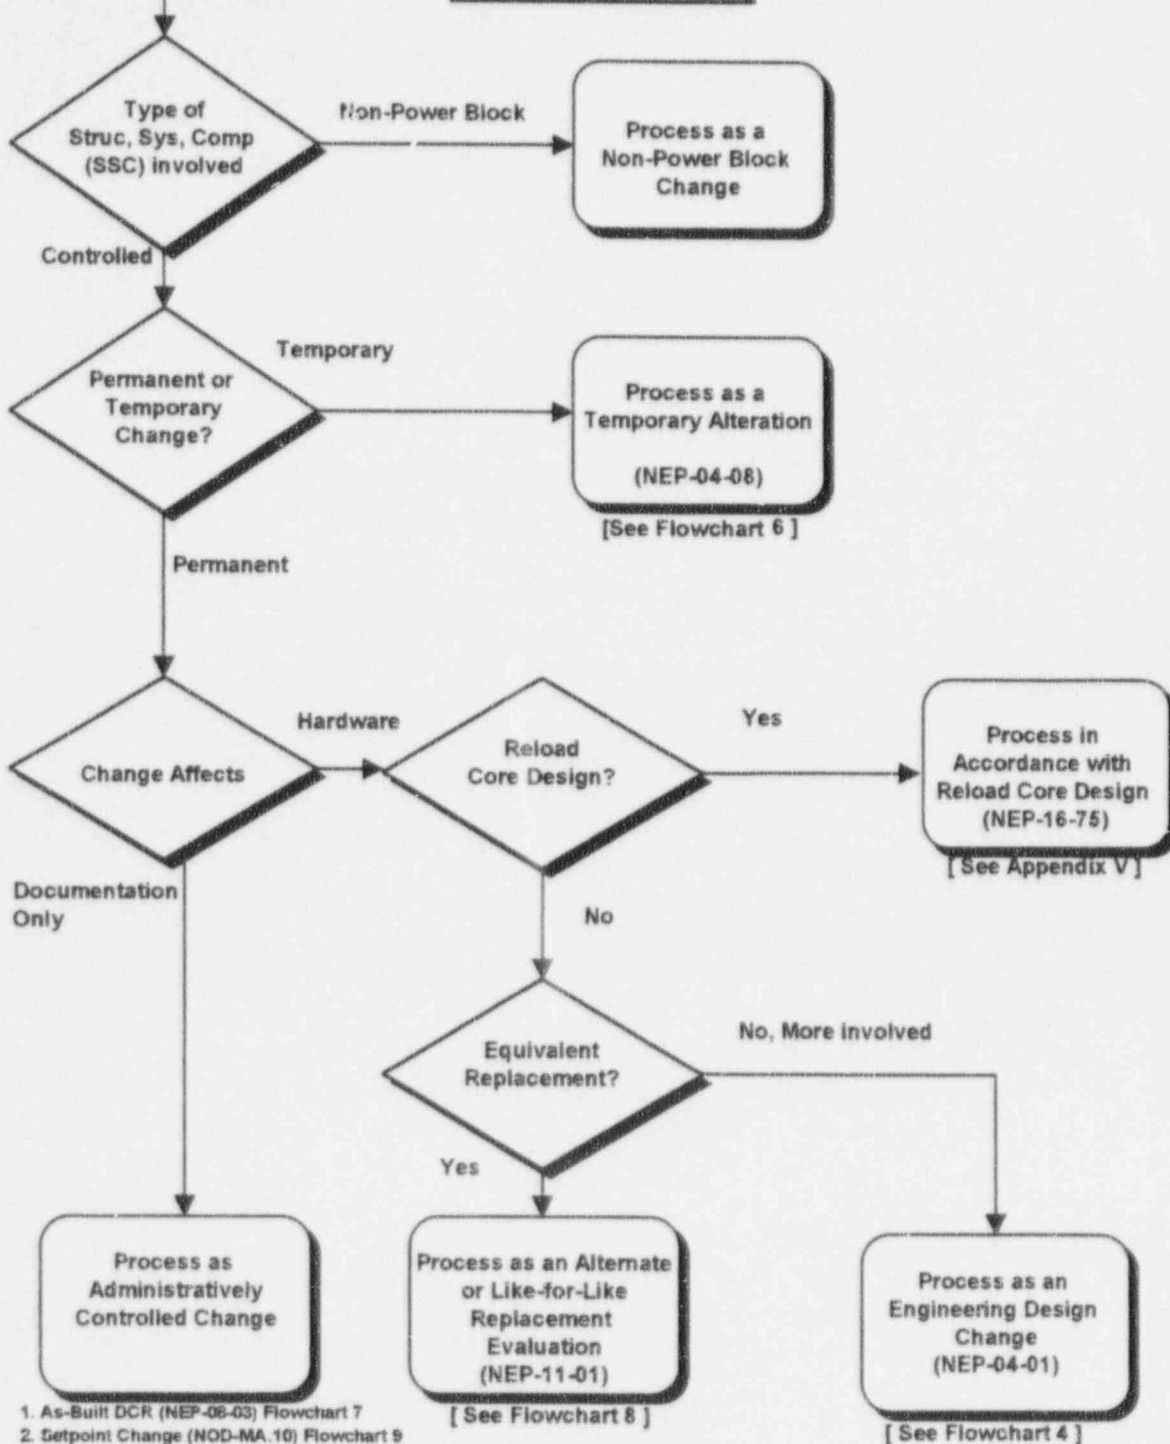 Type of
Struc, Sys, Comp
(SSC) involved
Non-Power Block
Process as a
Non-Power Block
Change
Controlled
Permanent or
Temporary
Change?
Temporary
Process as a
Temporary Alteration
(NEP-04-08)
[See Flowchart 6 ]
Permanent
Change Affects
Hardware
Reload
Core Design?
Yes
Process in
Accordance with
Reload Core Design
(NEP-16-75)
[ See Appendix V ]
Documentation
Only
No
Equivalent
Replacement?
No, More involved
Yes
Process as
Administratively
Controlled Change
Process as an Alternate
or Like-for-Like
Replacement
Evaluation
(NEP-11-01)
Process as an
Engineering Design
Change
(NEP-04-01)
1. As-Built DCR (NEP-06-03) Flowchart 7
2. Setpoint Change (NOD-MA.10) Flowchart 9
[ See Flowchart 8 ]
[ See Flowchart 4 ]